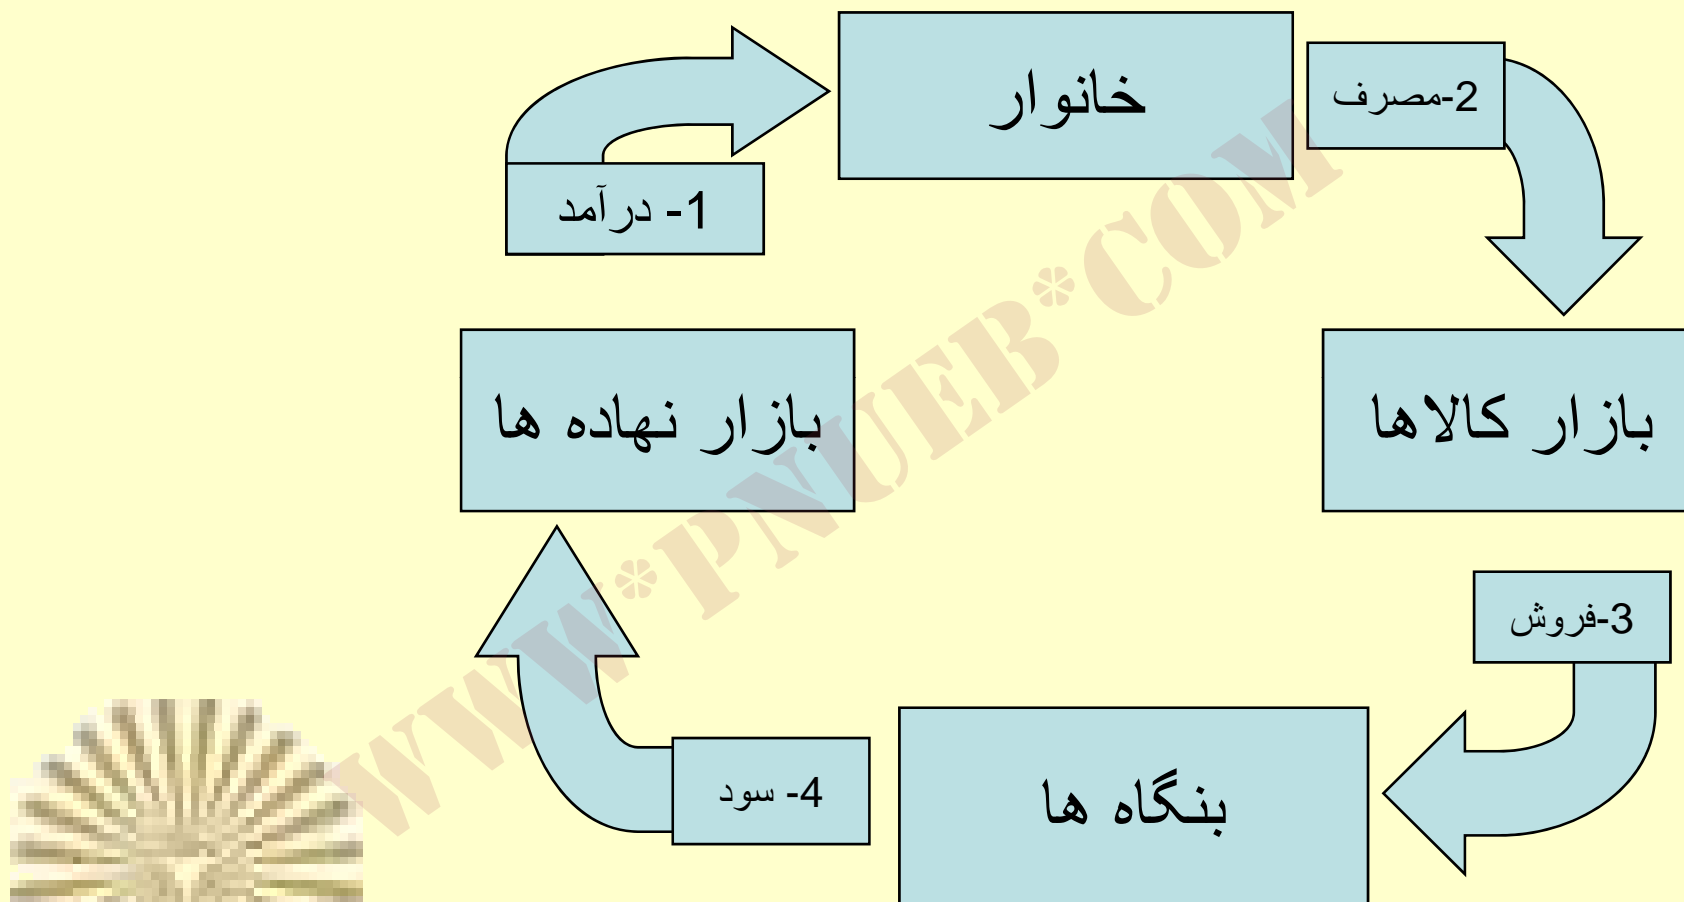 خانوار
2-مصرف
1- درآمد
بازار نهاده ها
بازار کالاها
3-فروش
بنگاه ها
4- سود
WWW*PNUEB*COM